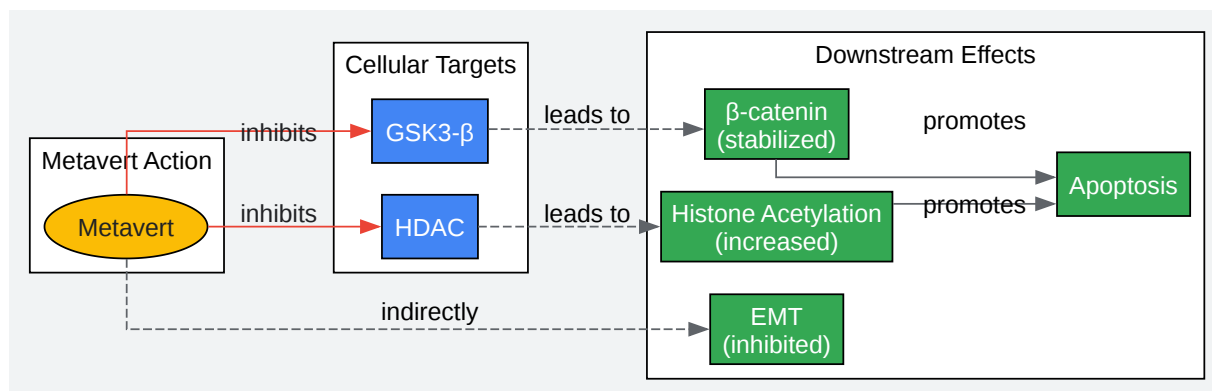 Metavert Action
Metavert
inhibits
inhibits
Cellular Targets
GSK3-β
HDAC
leads to
leads to
indirectly
Downstream Effects
β-catenin
(stabilized)
promotes
Histone Acetylation
(increased)
promotes
Apoptosis
EMT
(inhibited)